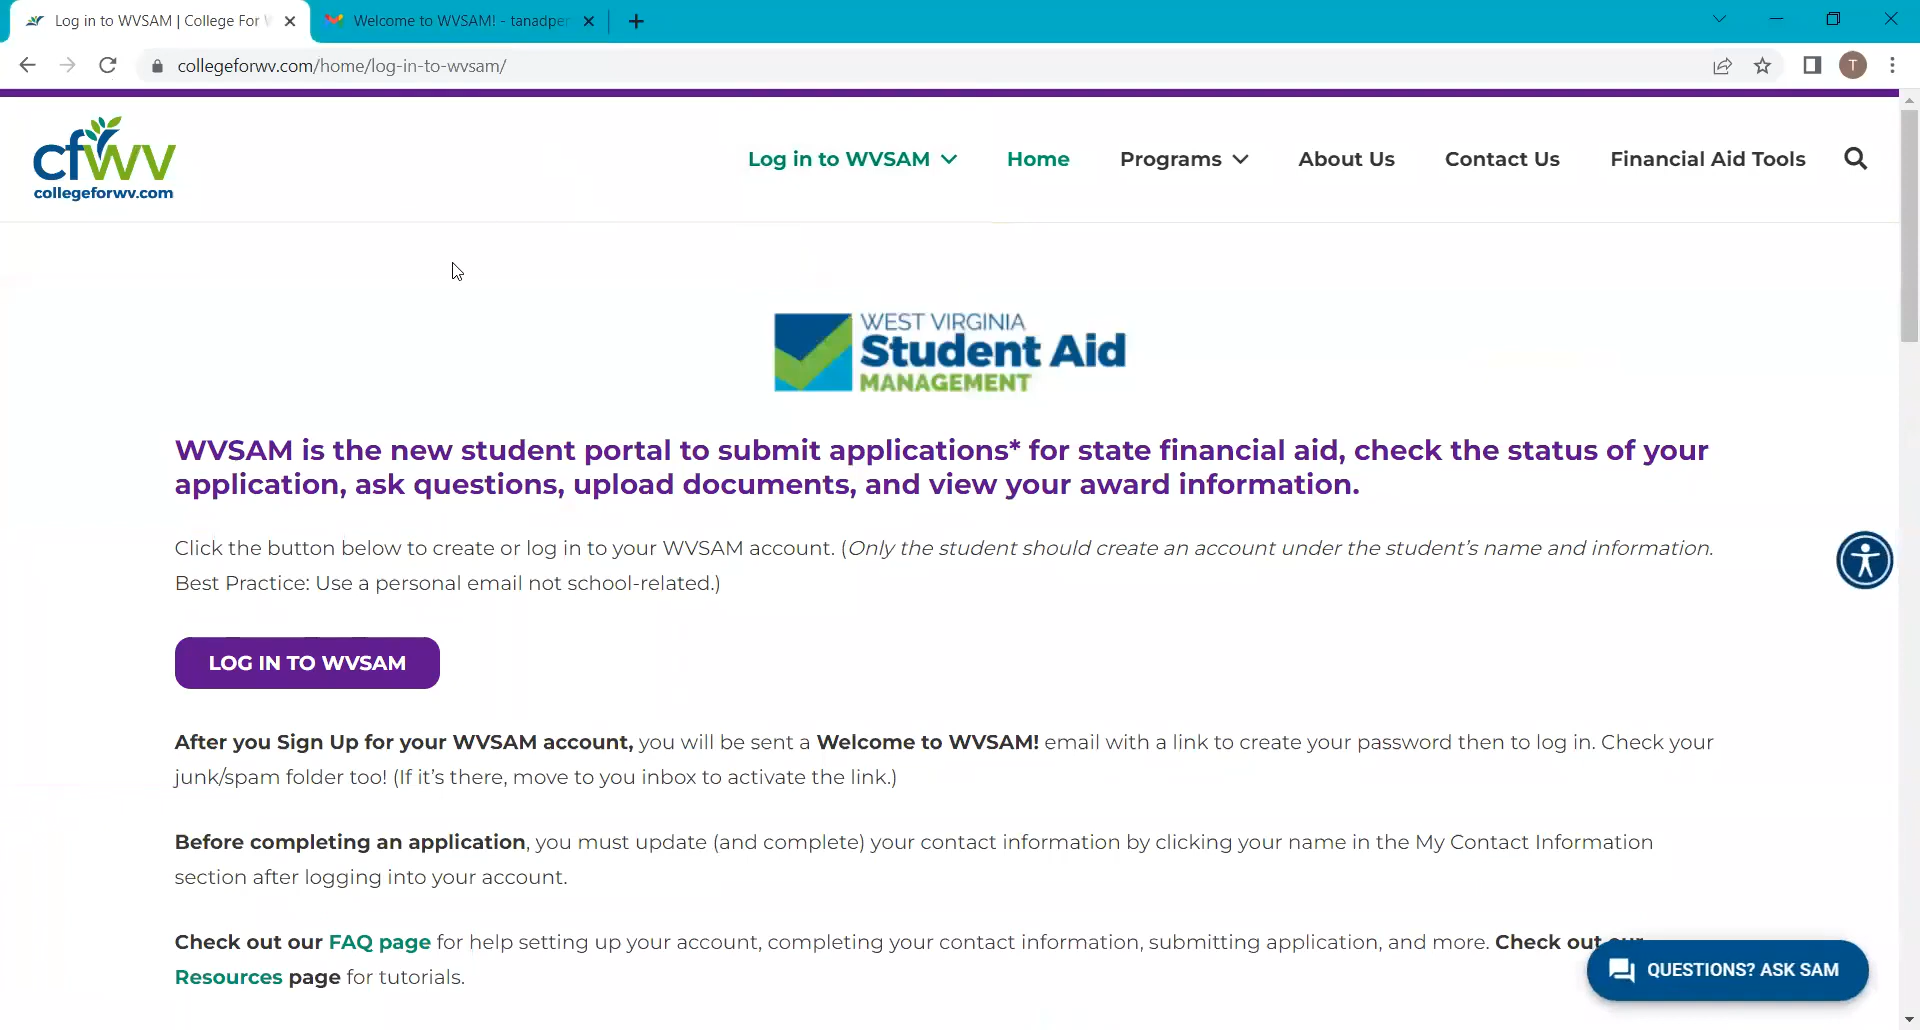 Log in to WVSAM | College For W
Welcome to WVSAM! - tanadper
collegeforwv.com/home/log-in-to-wvsam/
T
cfwv
collegeforwv.com
Log in to WVSAM
Home
Programs
About Us
Contact Us
Financial Aid Tools
WEST VIRGINIA
Student Aid
MANAGEMENT
WVSAM is the new student portal to submit applications* for state financial aid, check the status of your
application, ask questions, upload documents, and view your award information.
Click the button below to create or log in to your WVSAM account. (Only the student should create an account under the student's name and information.
Best Practice: Use a personal email not school-related.)
LOG IN TO WVSAM
After you Sign Up for your WVSAM account, you will be sent a Welcome to WVSAM! email with a link to create your password then to log in. Check your
junk/spam folder too! (If it's there, move to you inbox to activate the link.)
Before completing an application, you must update (and complete) your contact information by clicking your name in the My Contact Information
section after logging into your account.
Check out our FAQ page for help setting up your account, completing your contact information, submitting application, and more. Check out our
Resources page for tutorials.
QUESTIONS? ASK SAM